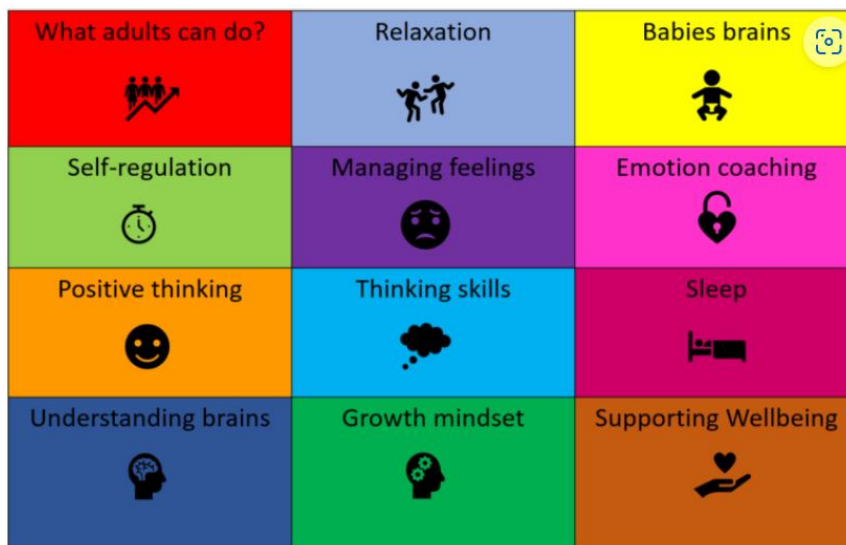 What adults can do?
Relaxation
Babies brains
Self-regulation
Managing feelings
Emotion coaching
Positive thinking
Thinking skills
Sleep
Understanding brains
Growth mindset
Supporting Wellbeing